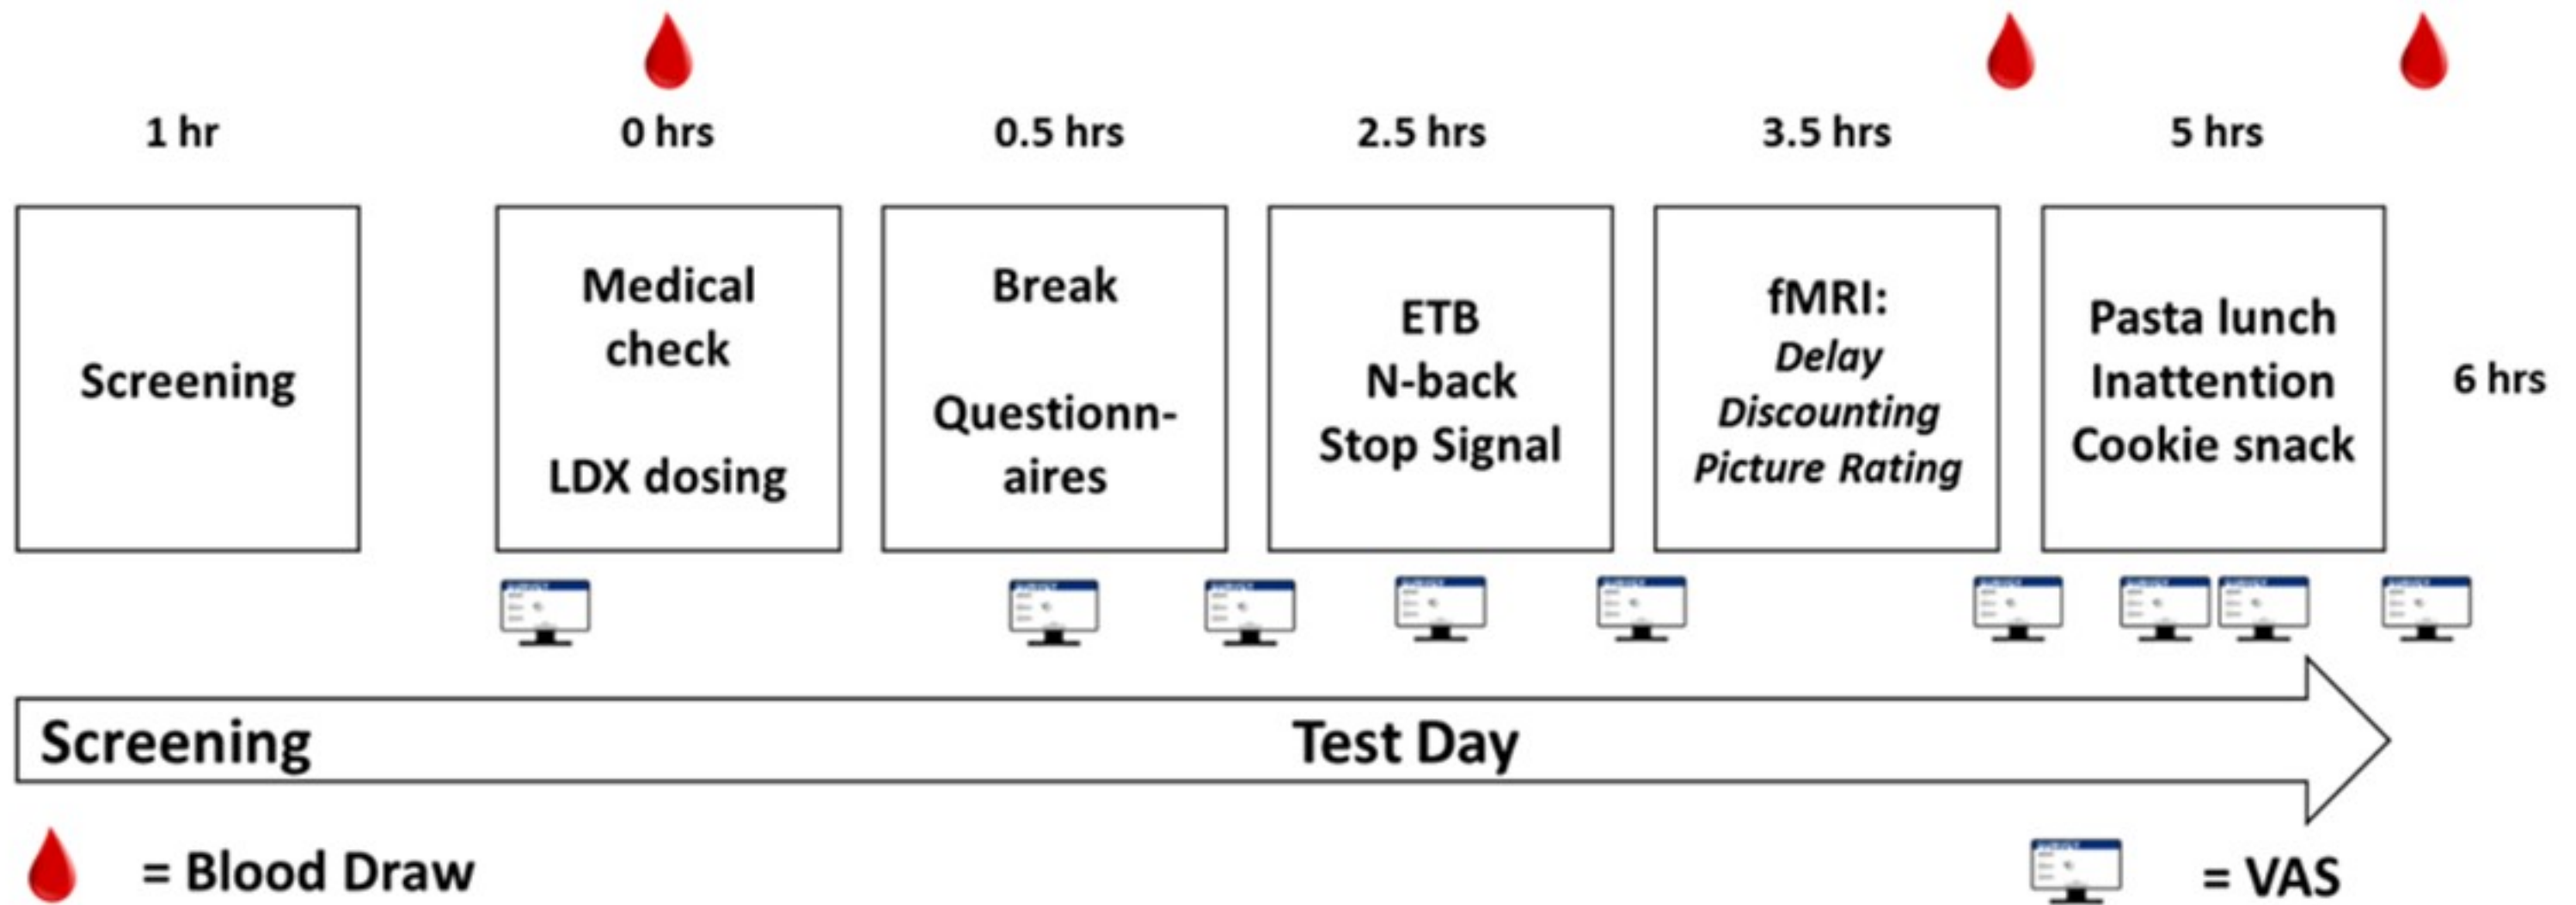 1 hr
0 hrs
0.5 hrs
2.5 hrs
3.5 hrs
5 hrs
Screening
Medical
check
LDX dosing
Break
Questionn-
aires
ETB
N-back
Stop Signal
fMRI:
Delay
Discounting
Picture Rating
Pasta lunch
Inattention
Cookie snack
6 hrs
Screening
Test Day
= Blood Draw
= VAS